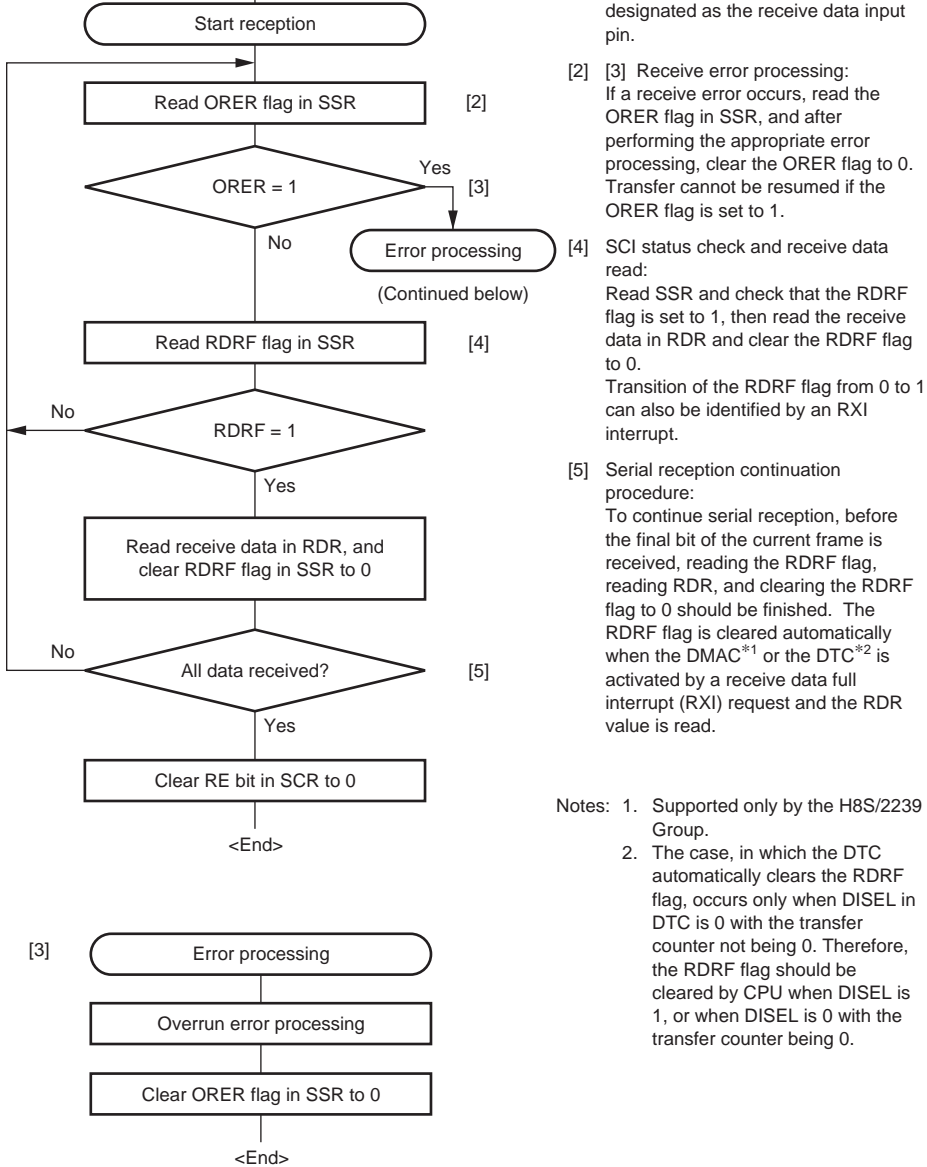 Start reception
Read ORER flag in SSR
[2]
ORER = 1
Yes
[3]
No
Error processing
(Continued below)
Read RDRF flag in SSR
[4]
No
RDRF = 1
Yes
Read receive data in RDR, and
clear RDRF flag in SSR to 0
No
All data received?
[5]
Yes
Clear RE bit in SCR to 0
<End>
[3]
Error processing
Overrun error processing
Clear ORER flag in SSR to 0
<End>
designated as the receive data input
pin.
[2] [3] Receive error processing:
If a receive error occurs, read the
ORER flag in SSR, and after
performing the appropriate error
processing, clear the ORER flag to 0.
Transfer cannot be resumed if the
ORER flag is set to 1.
[4] SCI status check and receive data
read:
Read SSR and check that the RDRF
flag is set to 1, then read the receive
data in RDR and clear the RDRF flag
to 0.
Transition of the RDRF flag from 0 to 1
can also be identified by an RXI
interrupt.
[5] Serial reception continuation
procedure:
To continue serial reception, before
the final bit of the current frame is
received, reading the RDRF flag,
reading RDR, and clearing the RDRF
flag to 0 should be finished. The
RDRF flag is cleared automatically
when the DMAC*1 or the DTC*2 is
activated by a receive data full
interrupt (RXI) request and the RDR
value is read.
Notes: 1. Supported only by the H8S/2239
Group.
2. The case, in which the DTC
automatically clears the RDRF
flag, occurs only when DISEL in
DTC is 0 with the transfer
counter not being 0. Therefore,
the RDRF flag should be
cleared by CPU when DISEL is
1, or when DISEL is 0 with the
transfer counter being 0.